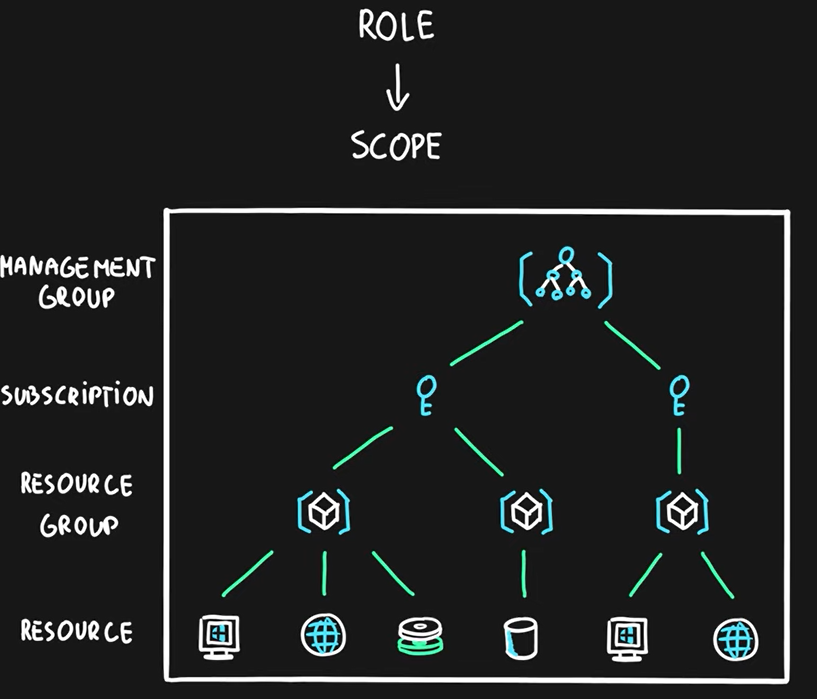 ROLE
SCOPE
MANAGEMENT
GROUP
SUBSCRIPTION
RESOURCE
GROUP
RESOURCE